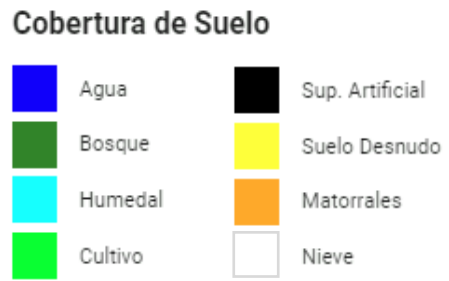 Cobertura de Suelo
Agua
Sup. Artificial
Bosque
Suelo Desnudo
Humedal
Matorrales
Cultivo
Nieve